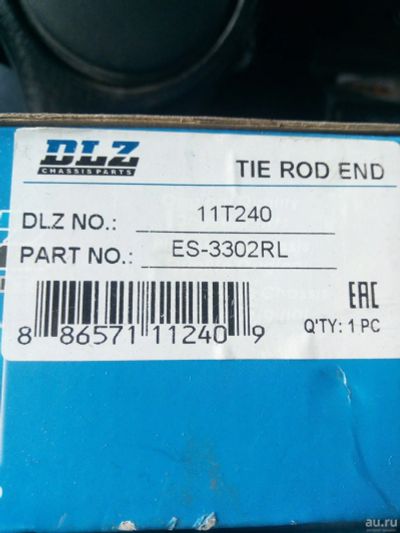 DLZ
CHASSIS PARTS
TIE ROD END
DLZ NO.: 11T240
PART NO.: ES-3302RL
8 86571 11240 9
EAC
Q'TY: 1 PC
au.ru